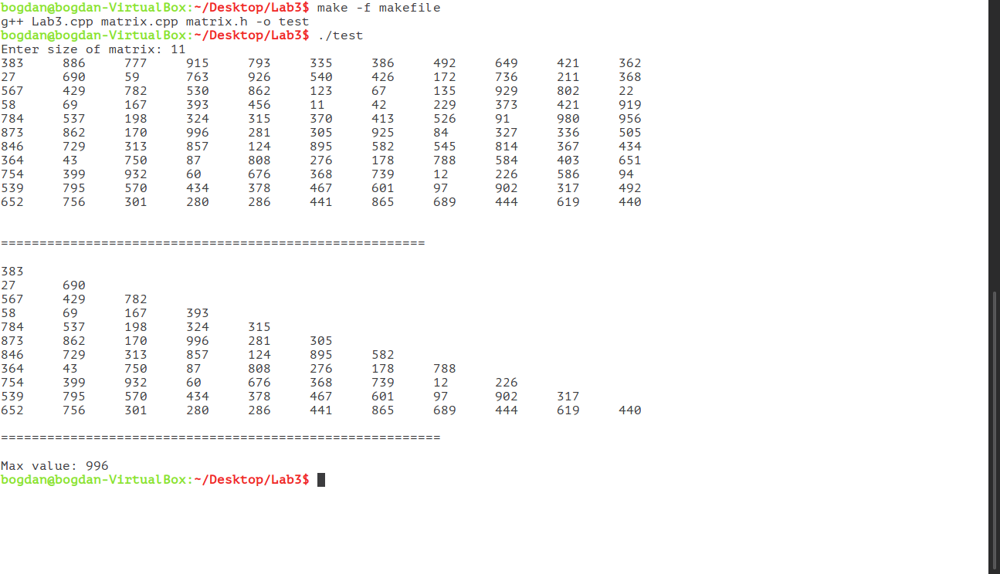 bogdan@bogdan-VirtualBox:~/Desktop/Lab3$ make -f makefile
g++ Lab3.cpp matrix.cpp matrix.h -o test
bogdan@bogdan-VirtualBox:~/Desktop/Lab3$ ./test
Enter size of matrix: 11
383     886     777     915     793     335     386     492     649     421     362
27      690     59      763     926     540     426     172     736     211     368
567     429     782     530     862     123     67      135     929     802     22
58      69      167     393     456     11      42      229     373     421     919
784     537     198     324     315     370     413     526     91      980     956
873     862     170     996     281     305     925     84      327     336     505
846     729     313     857     124     895     582     545     814     367     434
364     43      750     87      808     276     178     788     584     403     651
754     399     932     60      676     368     739     12      226     586     94
539     795     570     434     378     467     601     97      902     317     492
652     756     301     280     286     441     865     689     444     619     440
=======================================================
383
27      690
567     429     782
58      69      167     393
784     537     198     324     315
873     862     170     996     281     305
846     729     313     857     124     895     582
364     43      750     87      808     276     178     788
754     399     932     60      676     368     739     12      226
539     795     570     434     378     467     601     97      902     317
652     756     301     280     286     441     865     689     444     619     440
=========================================================
Max value: 996
bogdan@bogdan-VirtualBox:~/Desktop/Lab3$